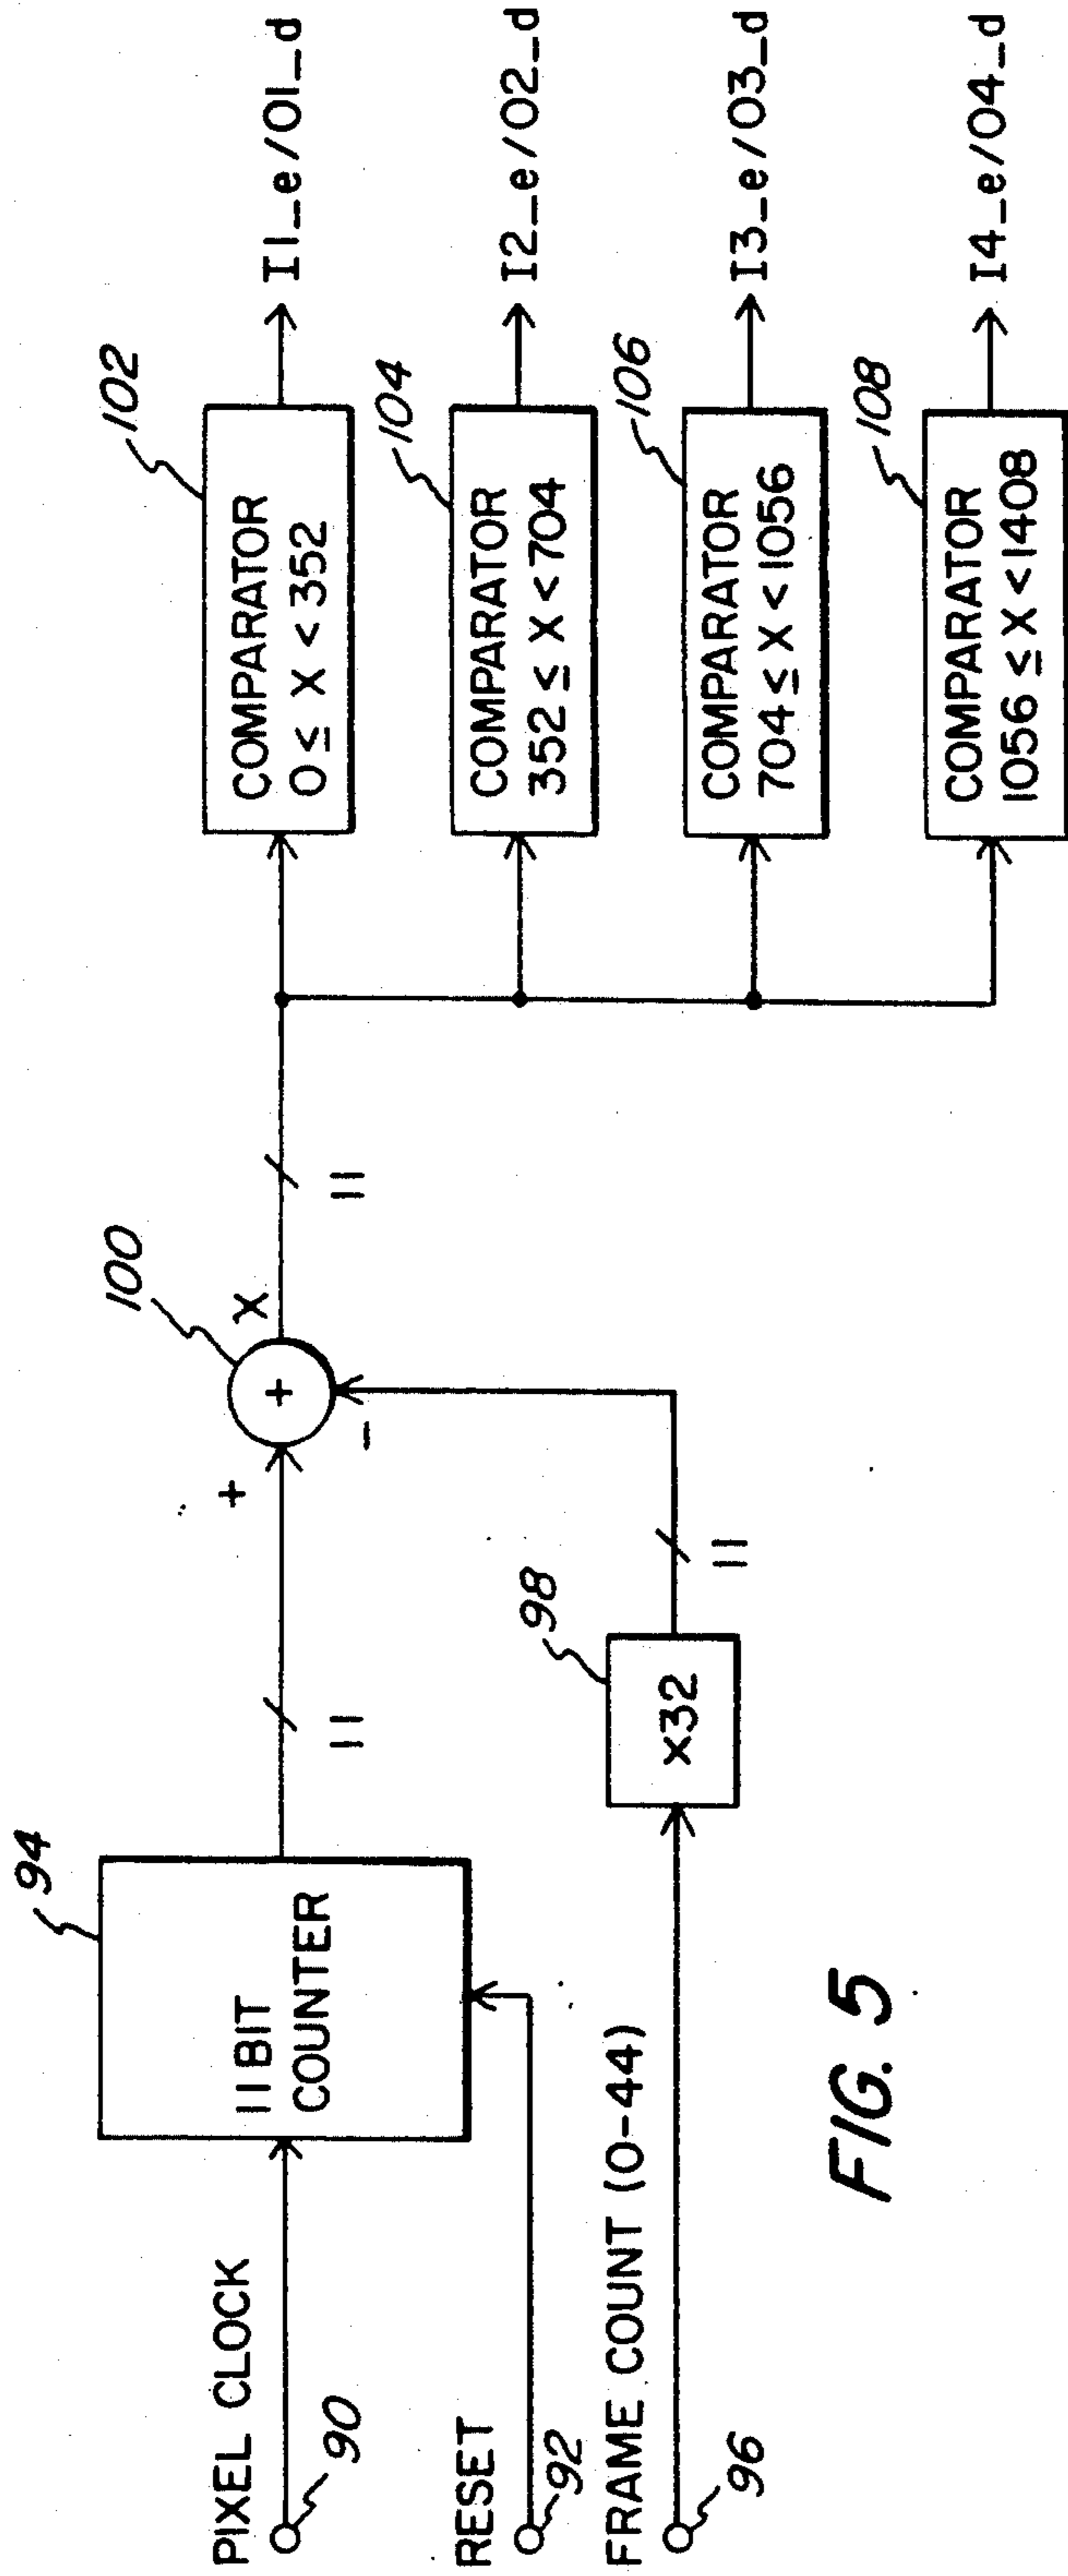 PIXEL CLOCK
90
RESET
92
FRAME COUNT (0-44)
96
94
11 BIT
COUNTER
11
98
x32
11
100
+
-
+
X
11
102
COMPARATOR
0 ≤ X < 352
I1_e/O1_d
104
COMPARATOR
352 ≤ X < 704
I2_e/O2_d
106
COMPARATOR
704 ≤ X < 1056
I3_e/O3_d
108
COMPARATOR
1056 ≤ X < 1408
I4_e/O4_d
FIG. 5